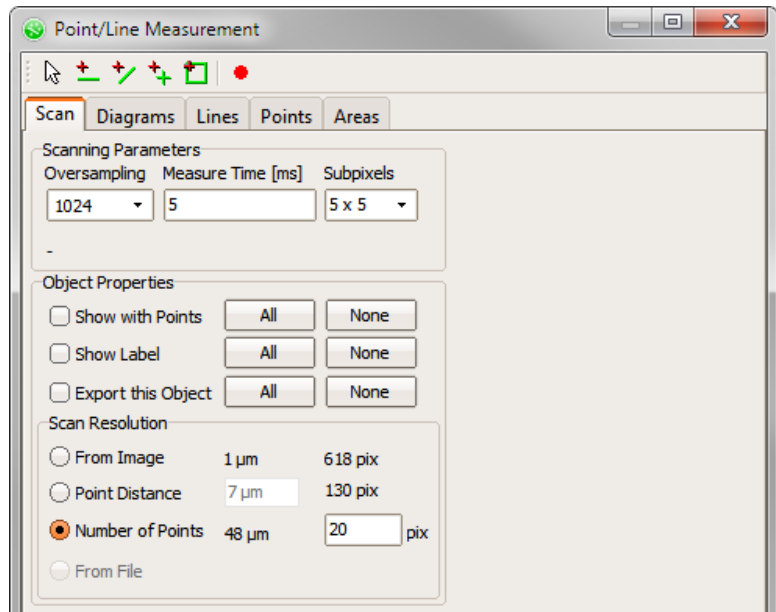 Point/Line Measurement
Scan Diagrams Lines Points Areas
Scanning Parameters
Oversampling Measure Time [ms] Subpixels
1024 5 5 x 5
-
Object Properties
Show with Points All None
Show Label All None
Export this Object All None
Scan Resolution
From Image 1 µm 618 pix
Point Distance 7 µm 130 pix
Number of Points 48 µm 20 pix
From File